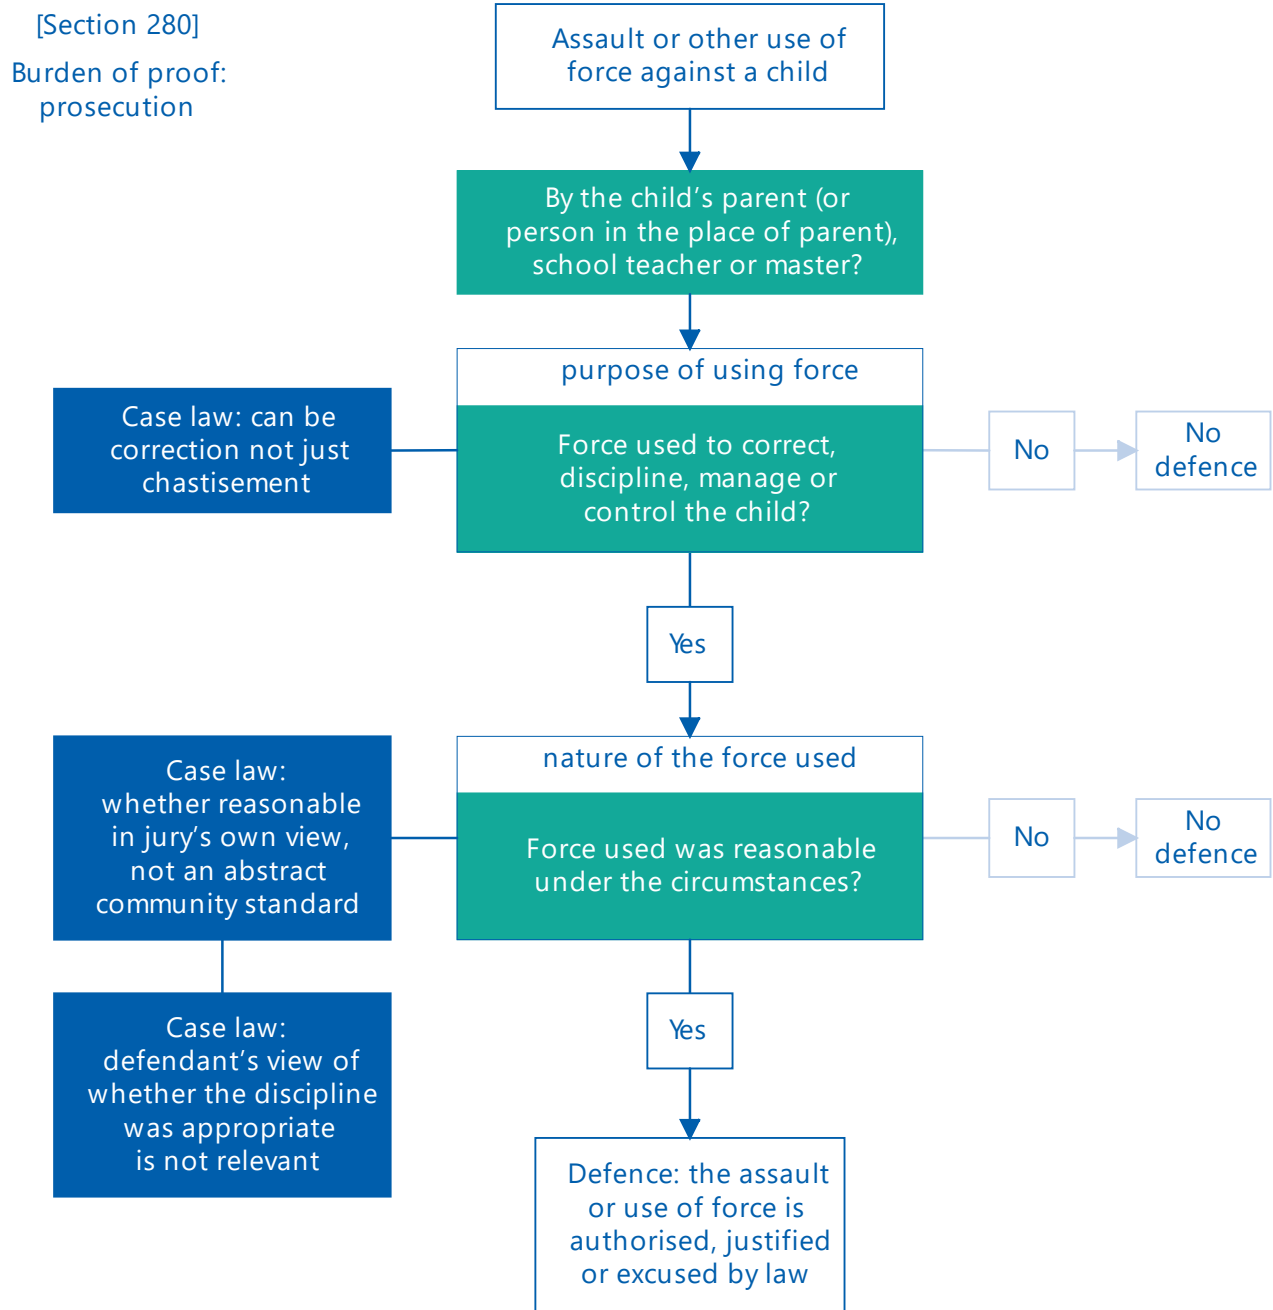 [Section 280]
Burden of proof:
prosecution
Assault or other use of
force against a child
By the child’s parent (or
person in the place of parent),
school teacher or master?
purpose of using force
Case law: can be
correction not just
chastisement
Force used to correct,
discipline, manage or
control the child?
No
No
defence
Yes
nature of the force used
Case law:
whether reasonable
in jury’s own view,
not an abstract
community standard
Force used was reasonable
under the circumstances?
No
No
defence
Case law:
defendant’s view of
whether the discipline
was appropriate
is not relevant
Yes
Defence: the assault
or use of force is
authorised, justified
or excused by law